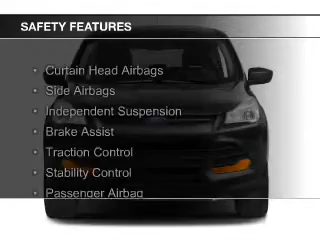 SAFETY FEATURES
• Curtain Head Airbags
• Side Airbags
• Independent Suspension
• Brake Assist
• Traction Control
• Stability Control
• Passenger Airbag